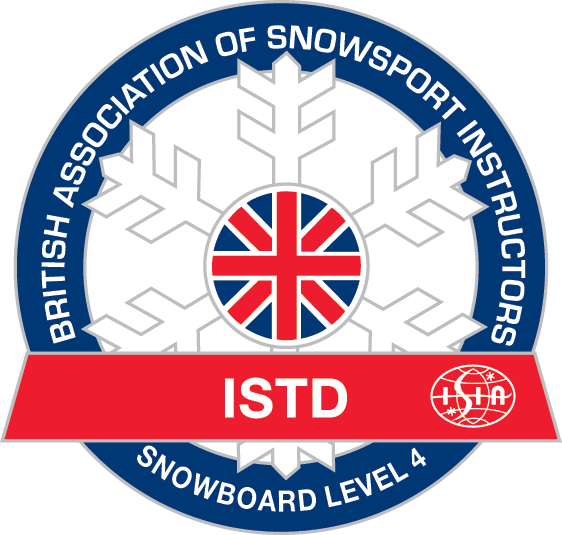 BRITISH ASSOCIATION OF SNOWSPORT INSTRUCTORS
ISTD
ISIA
SNOWBOARD LEVEL 4